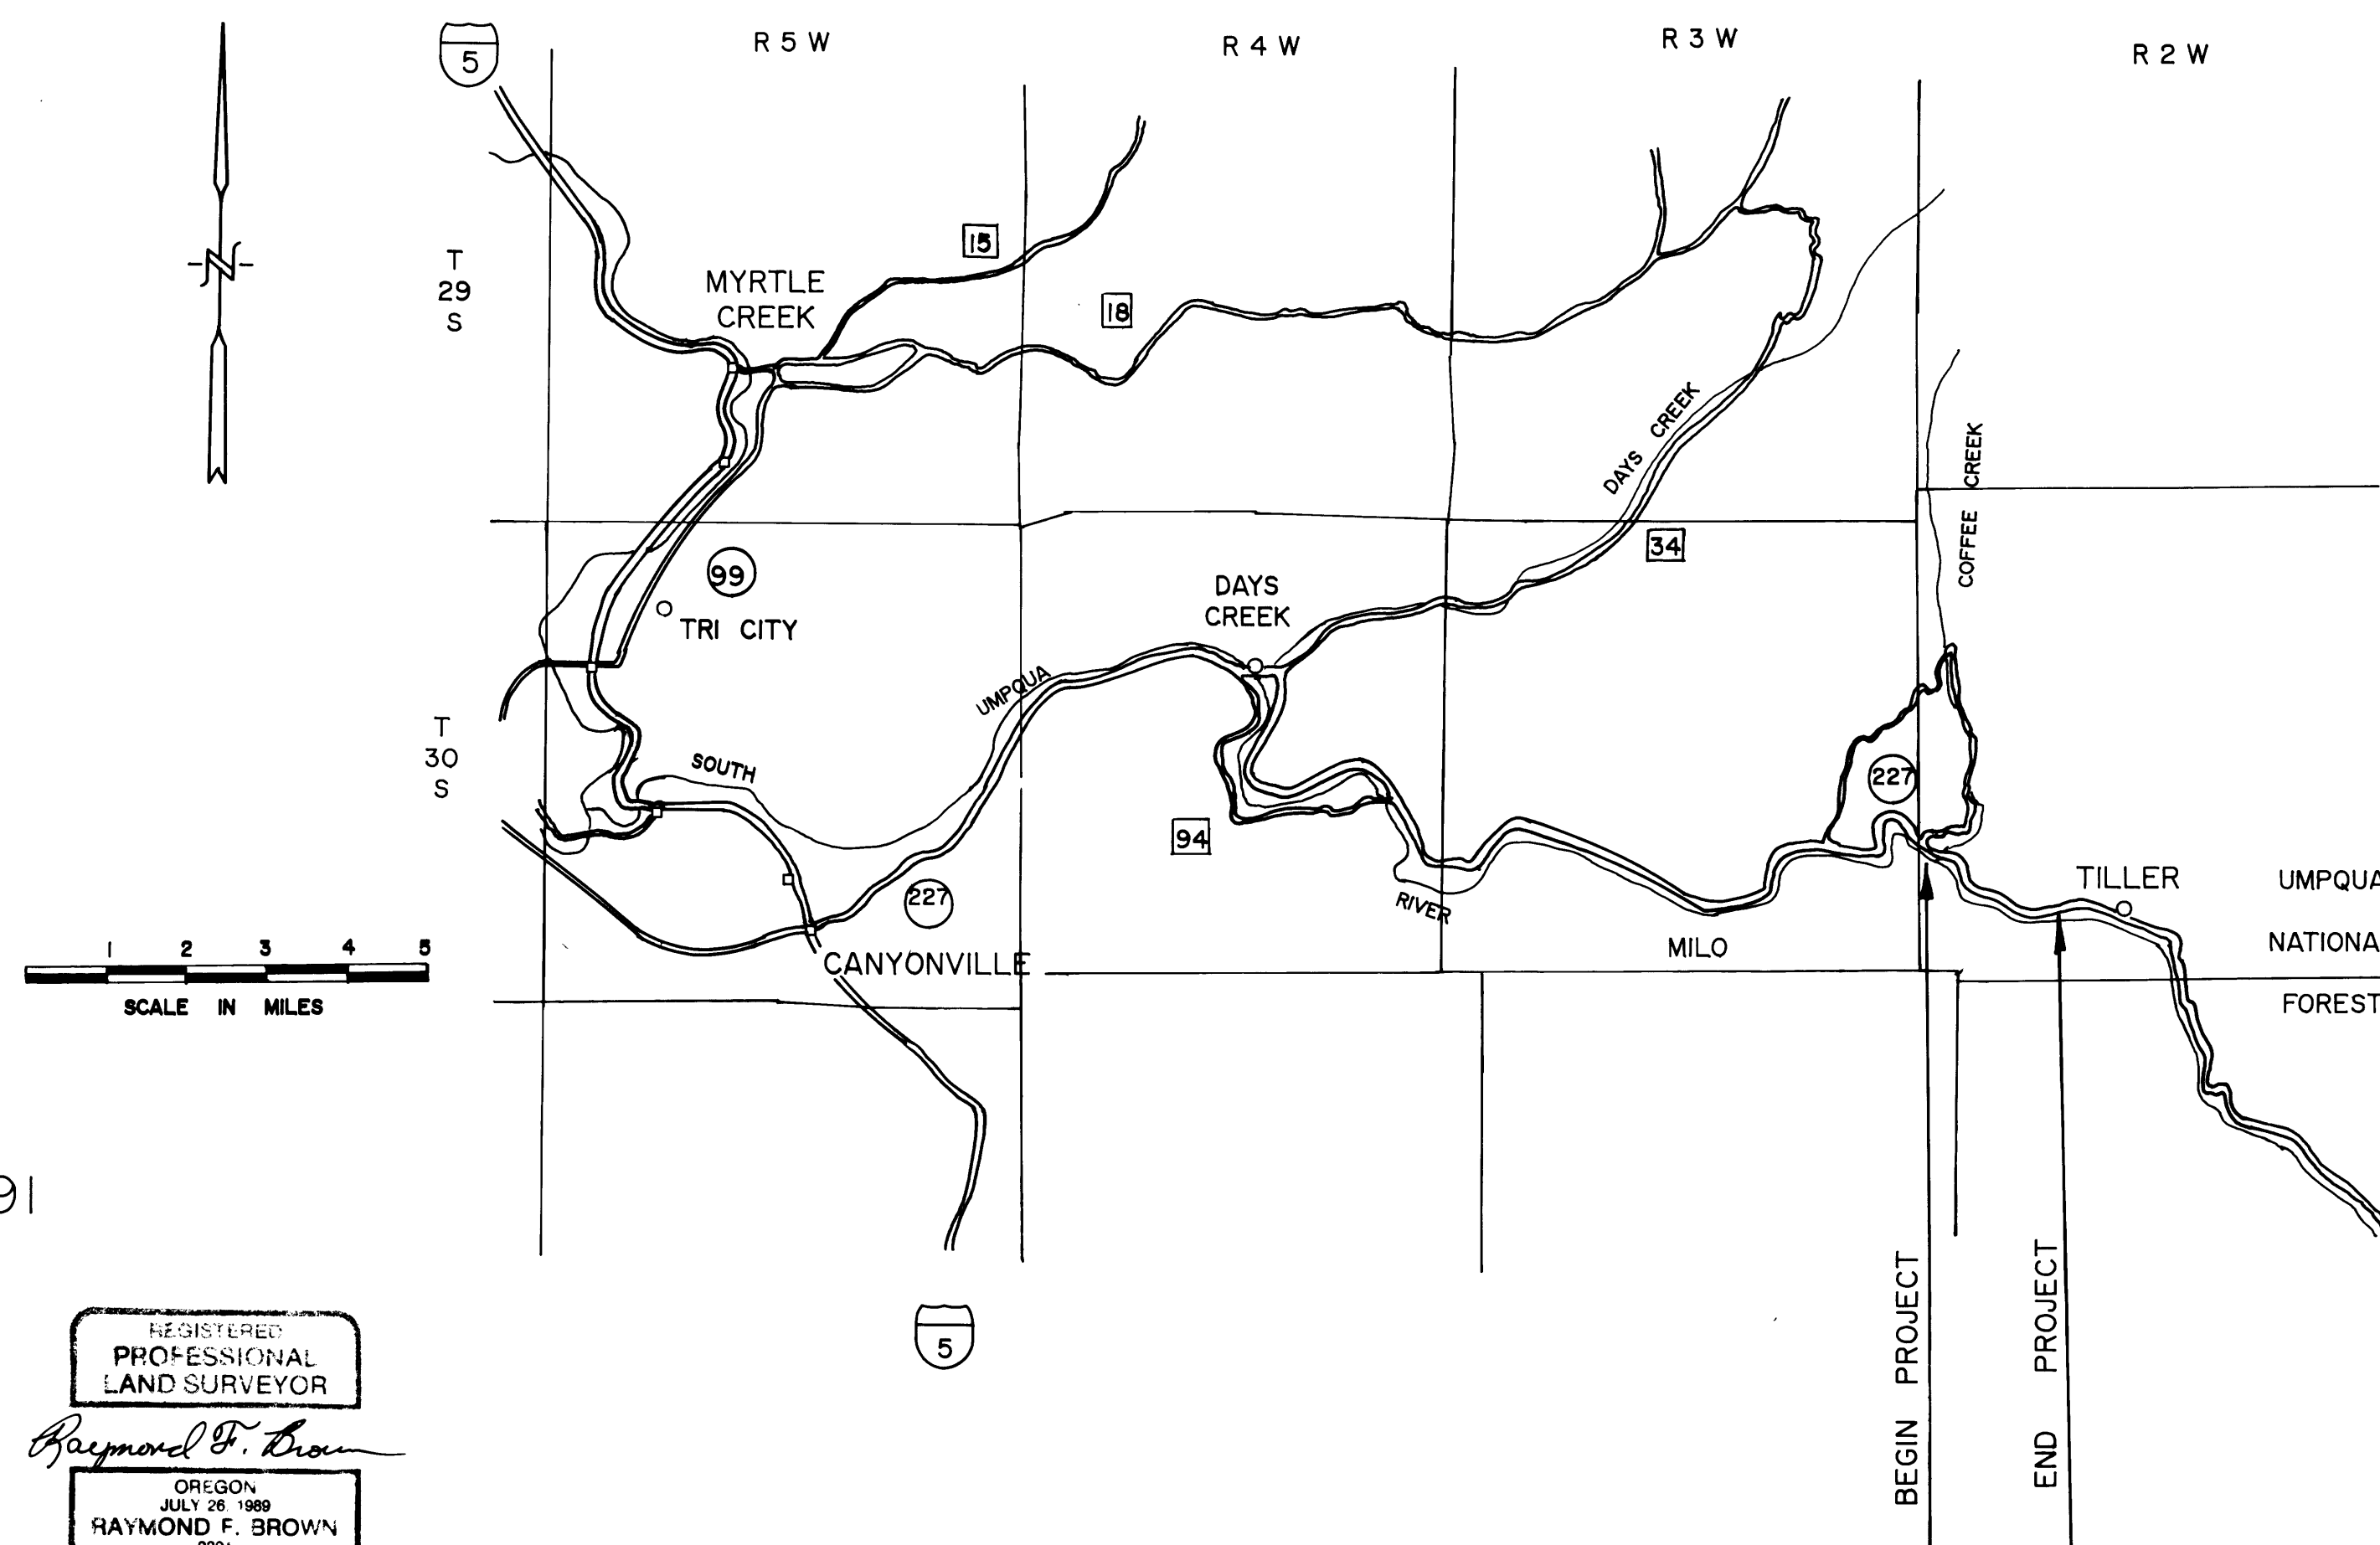 R 5 W
R 4 W
R 3 W
R 2 W
5
N
T
29
S
MYRTLE
CREEK
15
18
DAYS CREEK
COFFEE CREEK
34
99
TRI CITY
DAYS
CREEK
T
30
S
UMPQUA
SOUTH
227
94
227
RIVER
TILLER
UMPQUA
NATIONA
FOREST
MILO
CANYONVILLE
1 2 3 4 5
SCALE IN MILES
91
5
BEGIN PROJECT
END PROJECT
REGISTERED
PROFESSIONAL
LAND SURVEYOR
Raymond F. Brown
OREGON
JULY 26, 1989
RAYMOND F. BROWN